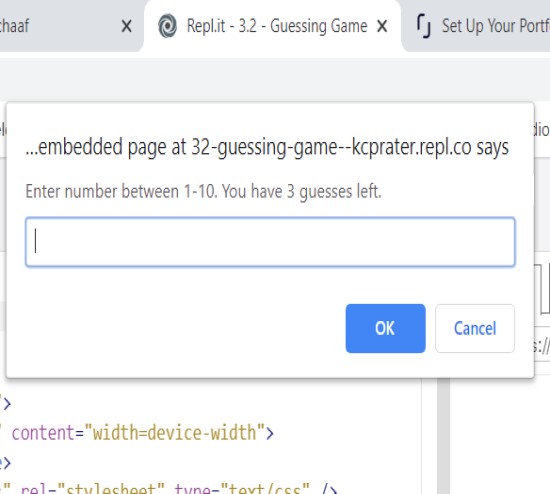 chaaf
Repl.it - 3.2 - Guessing Game
Set Up Your Portf
...embedded page at 32-guessing-game--kcprater.repl.co says
Enter number between 1-10. You have 3 guesses left.
OK
Cancel
s://
>
" content="width=device-width">
>
rel="stylesheet" type="text/css" />